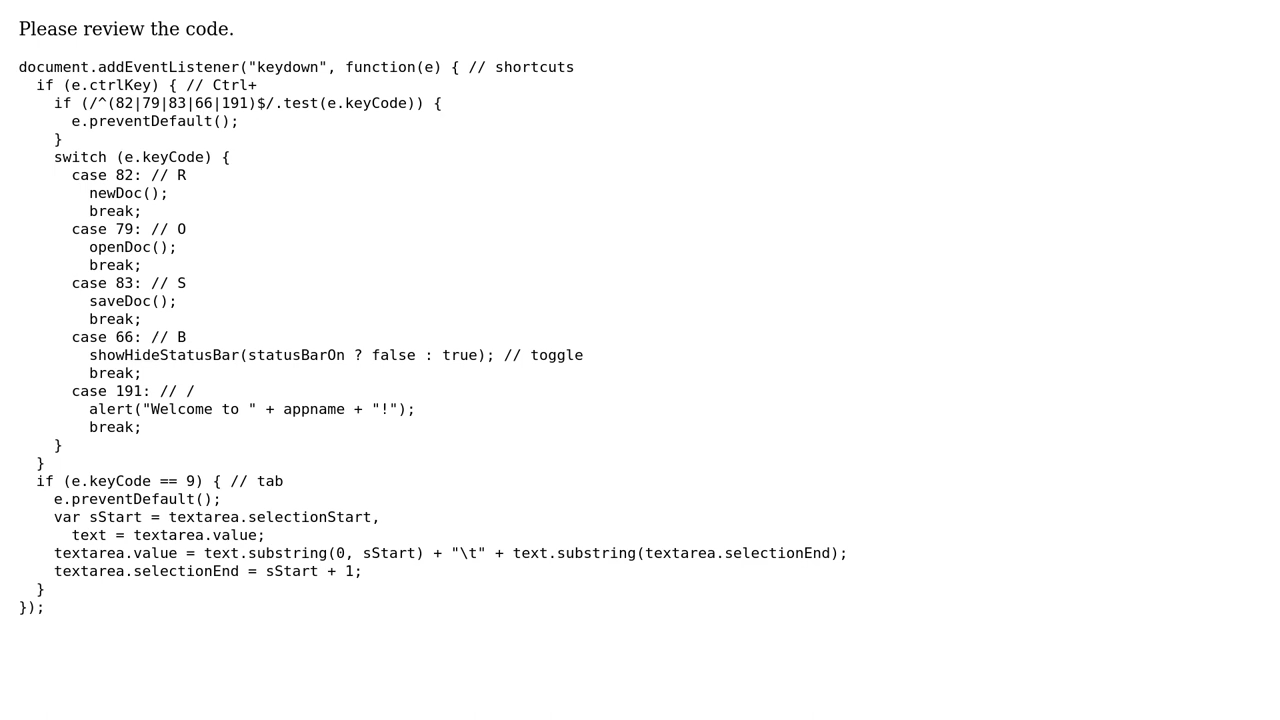 Please review the code.
document.addEventListener("keydown", function(e) { // shortcuts
  if (e.ctrlKey) { // Ctrl+
    if (/^(82|79|83|66|191)$/.test(e.keyCode)) {
      e.preventDefault();
    }
    switch (e.keyCode) {
      case 82: // R
        newDoc();
        break;
      case 79: // O
        openDoc();
        break;
      case 83: // S
        saveDoc();
        break;
      case 66: // B
        showHideStatusBar(statusBarOn ? false : true); // toggle
        break;
      case 191: // /
        alert("Welcome to " + appname + "!");
        break;
    }
  }
  if (e.keyCode == 9) { // tab
    e.preventDefault();
    var sStart = textarea.selectionStart,
      text = textarea.value;
    textarea.value = text.substring(0, sStart) + "\t" + text.substring(textarea.selectionEnd);
    textarea.selectionEnd = sStart + 1;
  }
});